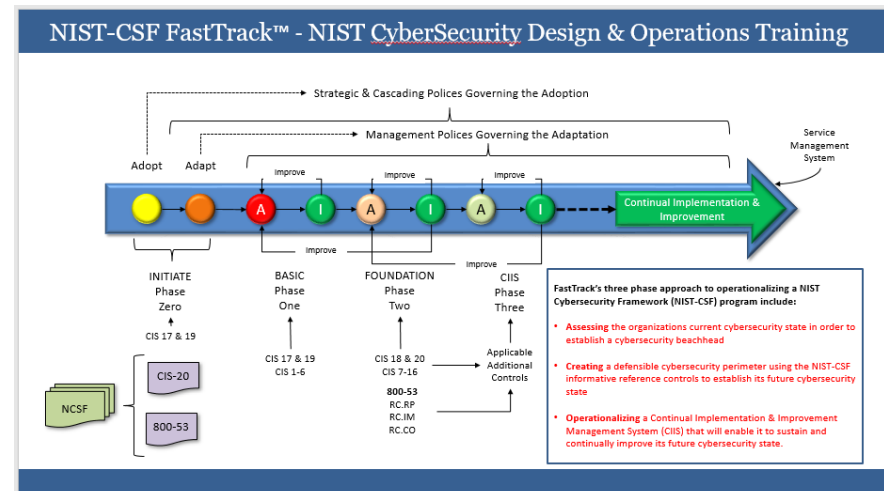 NIST-CSF FastTrack™ - NIST CyberSecurity Design & Operations Training
Strategic & Cascading Polices Governing the Adoption
Management Polices Governing the Adaptation
Service
Management
System
Adopt
Adapt
Improve
Improve
Improve
A
I
A
I
A
I
Continual Implementation &
Improvement
Improve
Improve
INITIATE
Phase
Zero
CIS 17 & 19
BASIC
Phase
One
CIS 17 & 19
CIS 1-6
FOUNDATION
Phase
Two
CIS 18 & 20
CIS 7-16
800-53
RC.RP
RC.IM
RC.CO
CIIS
Phase
Three
Applicable
Additional
Controls
NCSF
CIS-20
800-53
FastTrack's three phase approach to operationalizing a NIST
Cybersecurity Framework (NIST-CSF) program include:
• Assessing the organizations current cybersecurity state in order to
establish a cybersecurity beachhead
• Creating a defensible cybersecurity perimeter using the NIST-CSF
informative reference controls to establish its future cybersecurity
state
• Operationalizing a Continual Implementation & Improvement
Management System (CIIS) that will enable it to sustain and
continually improve its future cybersecurity state.